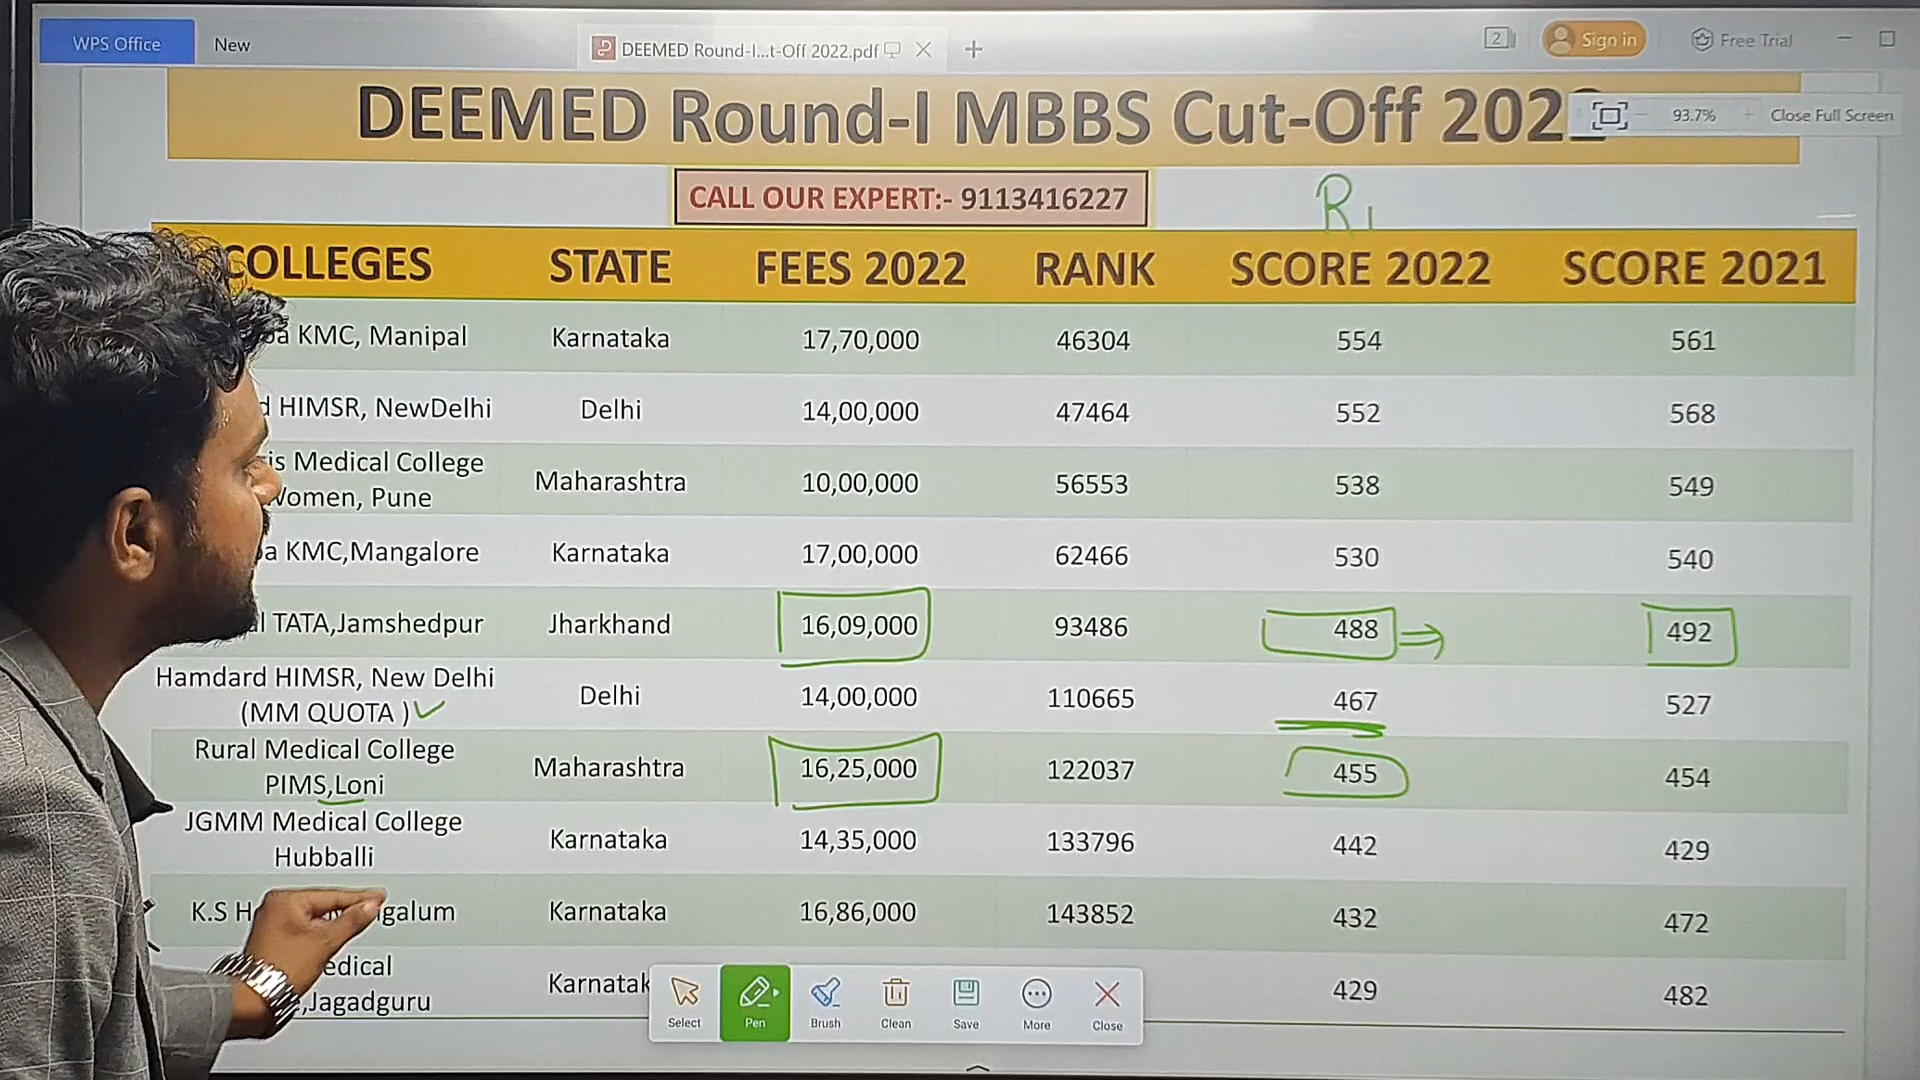 WPS Office New DEEMED Round-I...t-Off 2022.pdf 2 Sign in Free Trial
DEEMED Round-I MBBS Cut-Off 202
93.7% Close Full Screen
CALL OUR EXPERT:- 9113416227
R1
COLLEGES STATE FEES 2022 RANK SCORE 2022 SCORE 2021
KMC, Manipal Karnataka 17,70,000 46304 554 561
HIMSR, NewDelhi Delhi 14,00,000 47464 552 568
Medical College
Women, Pune Maharashtra 10,00,000 56553 538 549
KMC,Mangalore Karnataka 17,00,000 62466 530 540
TATA,Jamshedpur Jharkhand 16,09,000 93486 488 492
Hamdard HIMSR, New Delhi
(MM QUOTA ) Delhi 14,00,000 110665 467 527
Rural Medical College
PIMS,Loni Maharashtra 16,25,000 122037 455 454
JGMM Medical College
Hubballi Karnataka 14,35,000 133796 442 429
K.S Karnataka 16,86,000 143852 432 472
edical
,Jagadguru Karnatak 429 482
Select Pen Brush Clean Save More Close